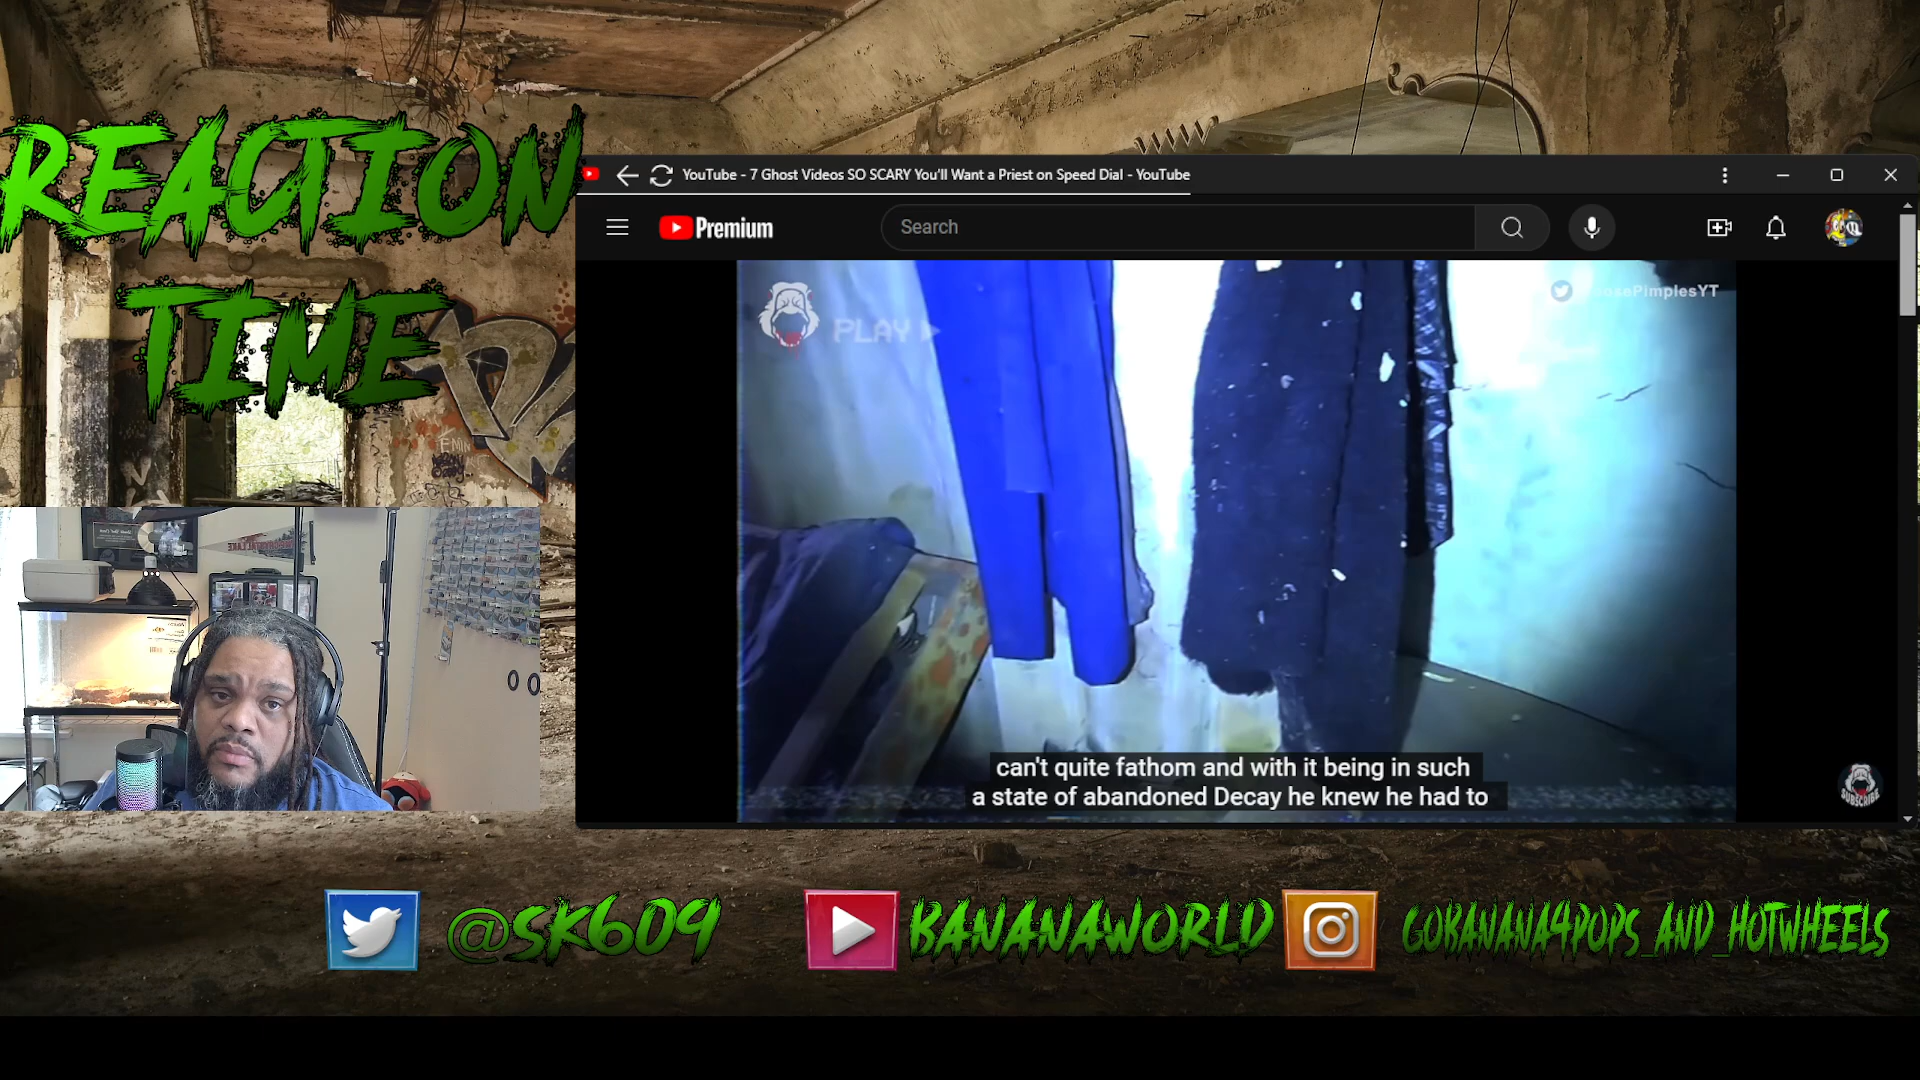 REACTION
TIME
YouTube - 7 Ghost Videos SO SCARY You'll Want a Priest on Speed Dial - YouTube
Premium
Search
PLAY
can't quite fathom and with it being in such
a state of abandoned Decay he knew he had to
SUBSCRIBE
@SK609
BANANAWORLD
GOBANANA4POPS_AND_HOTWHEELS